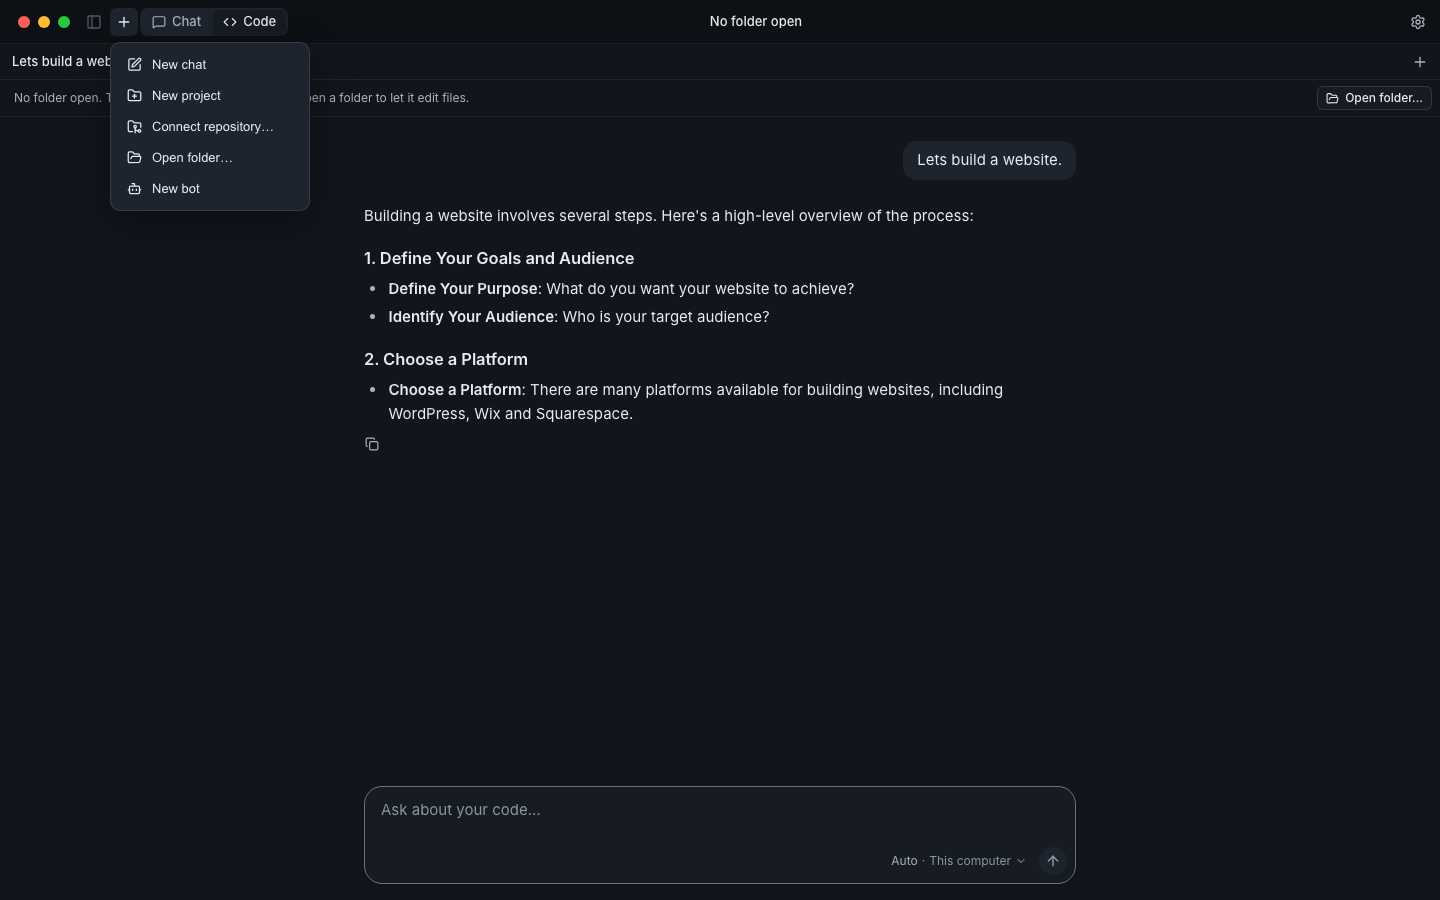 Chat
Code
No folder open
Lets build a web
New chat
New project
Connect repository…
Open folder…
New bot
No folder open.
en a folder to let it edit files.
Open folder…
Lets build a website.
Building a website involves several steps. Here's a high-level overview of the process:
1. Define Your Goals and Audience
• Define Your Purpose: What do you want your website to achieve?
• Identify Your Audience: Who is your target audience?
2. Choose a Platform
• Choose a Platform: There are many platforms available for building websites, including
WordPress, Wix and Squarespace.
Ask about your code…
Auto · This computer